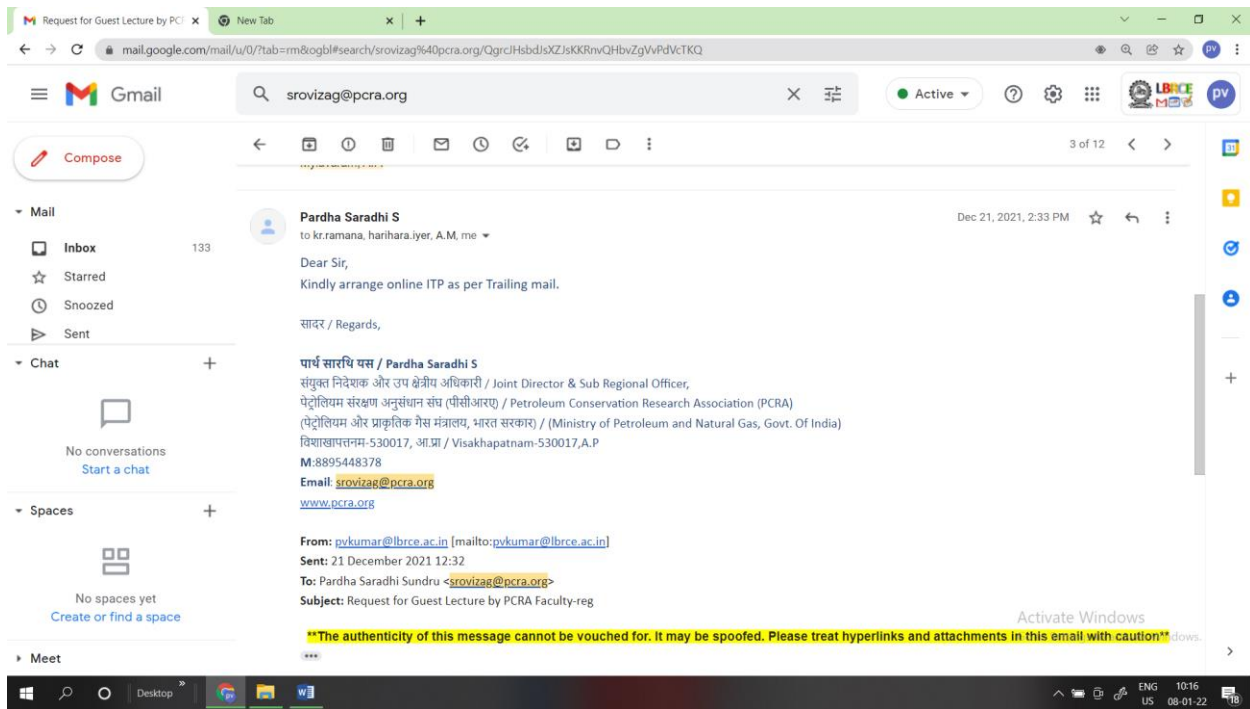 Request for Guest Lecture by PC
New Tab
mail.google.com/mail/u/0/?tab=rm&ogbl#search/srovizag%40pcra.org/QgrcJHsbdJsXZJsKKRnvQHbvZgVvPdVcTKQ
pv
Gmail
srovizag@pcra.org
Active
LBRCE
pv
Compose
3 of 12
31
Mail
Inbox 133
Starred
Snoozed
Sent
Chat
No conversations
Start a chat
Spaces
No spaces yet
Create or find a space
Meet
Pardha Saradhi S
Dec 21, 2021, 2:33 PM
to kr.ramana, harihara.iyer, A.M, me
Dear Sir,
Kindly arrange online ITP as per Trailing mail.
सादर / Regards,
पार्थ सारथि यस / Pardha Saradhi S
संयुक्त निदेशक और उप क्षेत्रीय अधिकारी / Joint Director & Sub Regional Officer,
पेट्रोलियम संरक्षण अनुसंधान संघ (पीसीआरए) / Petroleum Conservation Research Association (PCRA)
(पेट्रोलियम और प्राकृतिक गैस मंत्रालय, भारत सरकार) / (Ministry of Petroleum and Natural Gas, Govt. Of India)
विशाखापत्तनम-530017, आ.प्रा / Visakhapatnam-530017,A.P
M:8895448378
Email: srovizag@pcra.org
www.pcra.org
From: pvkumar@lbrce.ac.in [mailto:pvkumar@lbrce.ac.in]
Sent: 21 December 2021 12:32
To: Pardha Saradhi Sundru <srovizag@pcra.org>
Subject: Request for Guest Lecture by PCRA Faculty-reg
Activate Windows
**The authenticity of this message cannot be vouched for. It may be spoofed. Please treat hyperlinks and attachments in this email with caution**
Desktop
ENG
US
10:16
08-01-22
18